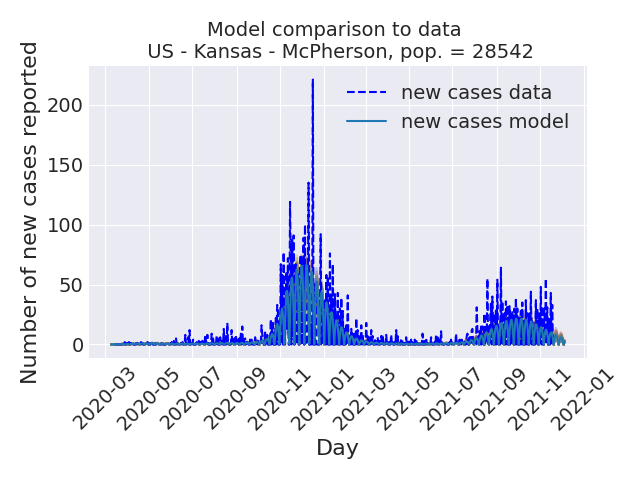 Model comparison to data
US - Kansas - McPherson, pop. = 28542
new cases data
new cases model
Number of new cases reported
200
150
100
50
0
2020-03
2020-05
2020-07
2020-09
2020-11
2021-01
2021-03
2021-05
2021-07
2021-09
2021-11
2022-01
Day